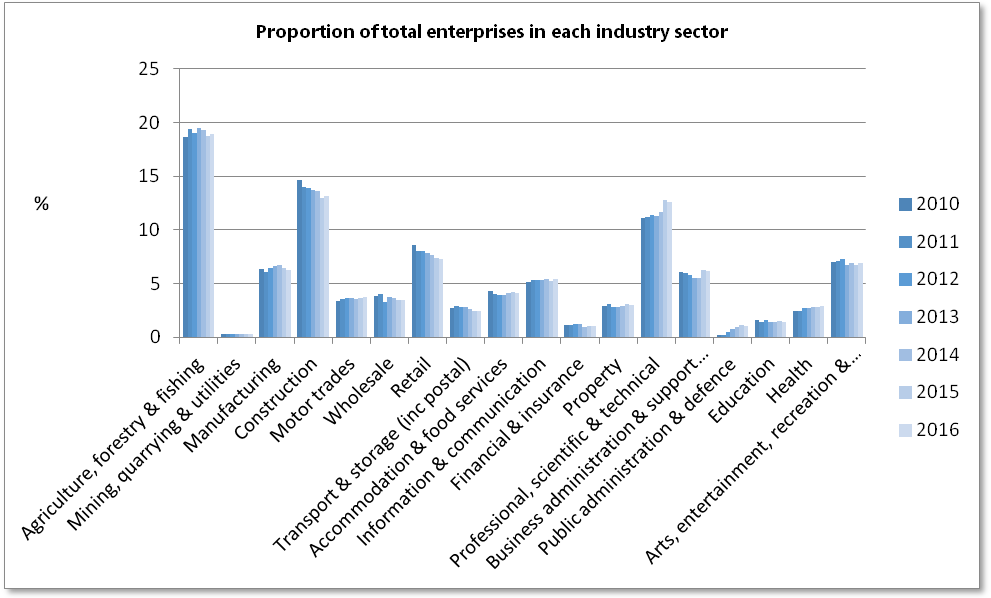 Proportion of total enterprises in each industry sector
25
20
15
10
5
0
%
Agriculture, forestry & fishing
Mining, quarrying & utilities
Manufacturing
Construction
Motor trades
Wholesale
Retail
Transport & storage (inc postal)
Accommodation & food services
Information & communication
Financial & insurance
Property
Professional, scientific & technical
Business administration & support...
Public administration & defence
Education
Health
Arts, entertainment, recreation &...
2010
2011
2012
2013
2014
2015
2016